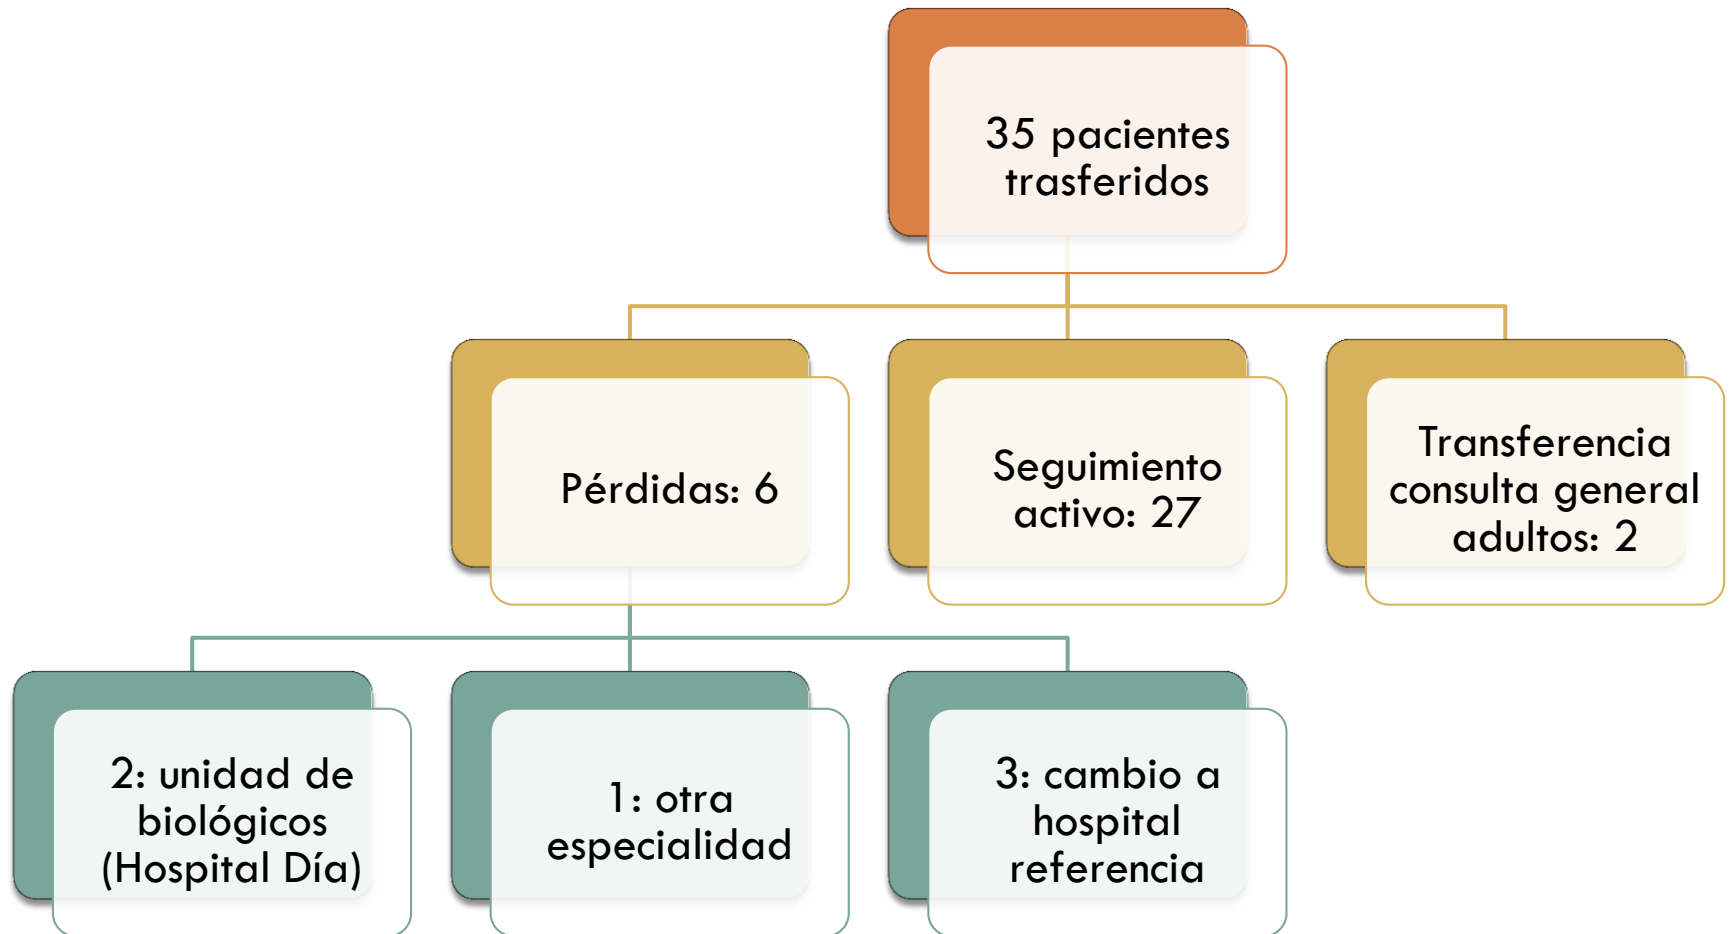 35 pacientes
trasferidos
Pérdidas: 6
Seguimiento
activo: 27
Transferencia
consulta general
adultos: 2
2: unidad de
biológicos
(Hospital Día)
1: otra
especialidad
3: cambio a
hospital
referencia